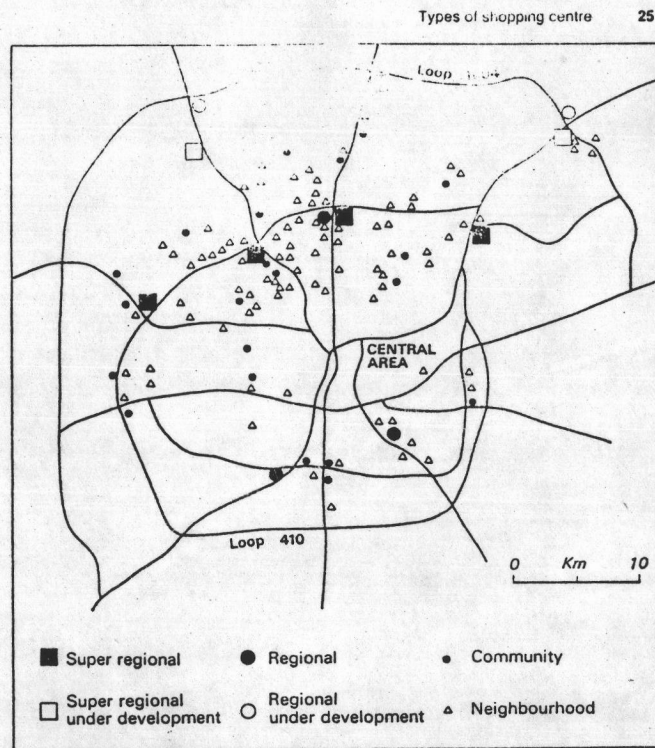 Types of shopping centre 25
Loop
CENTRAL
AREA
Loop 410
0 Km 10
Super regional
Regional
Community
Super regional
under development
Regional
under development
Neighbourhood